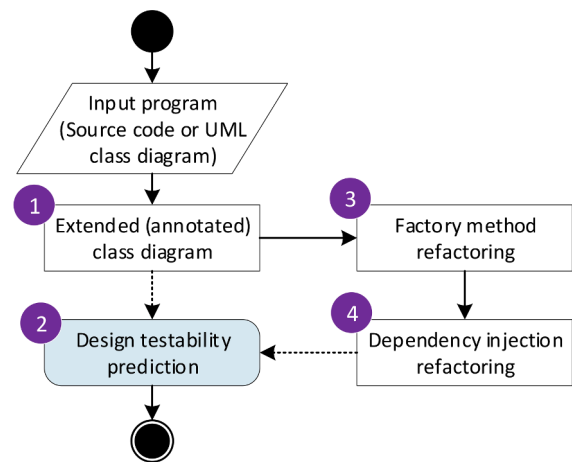 Input program
(Source code or UML
class diagram)
1
Extended (annotated)
class diagram
3
Factory method
refactoring
2
Design testability
prediction
4
Dependency injection
refactoring